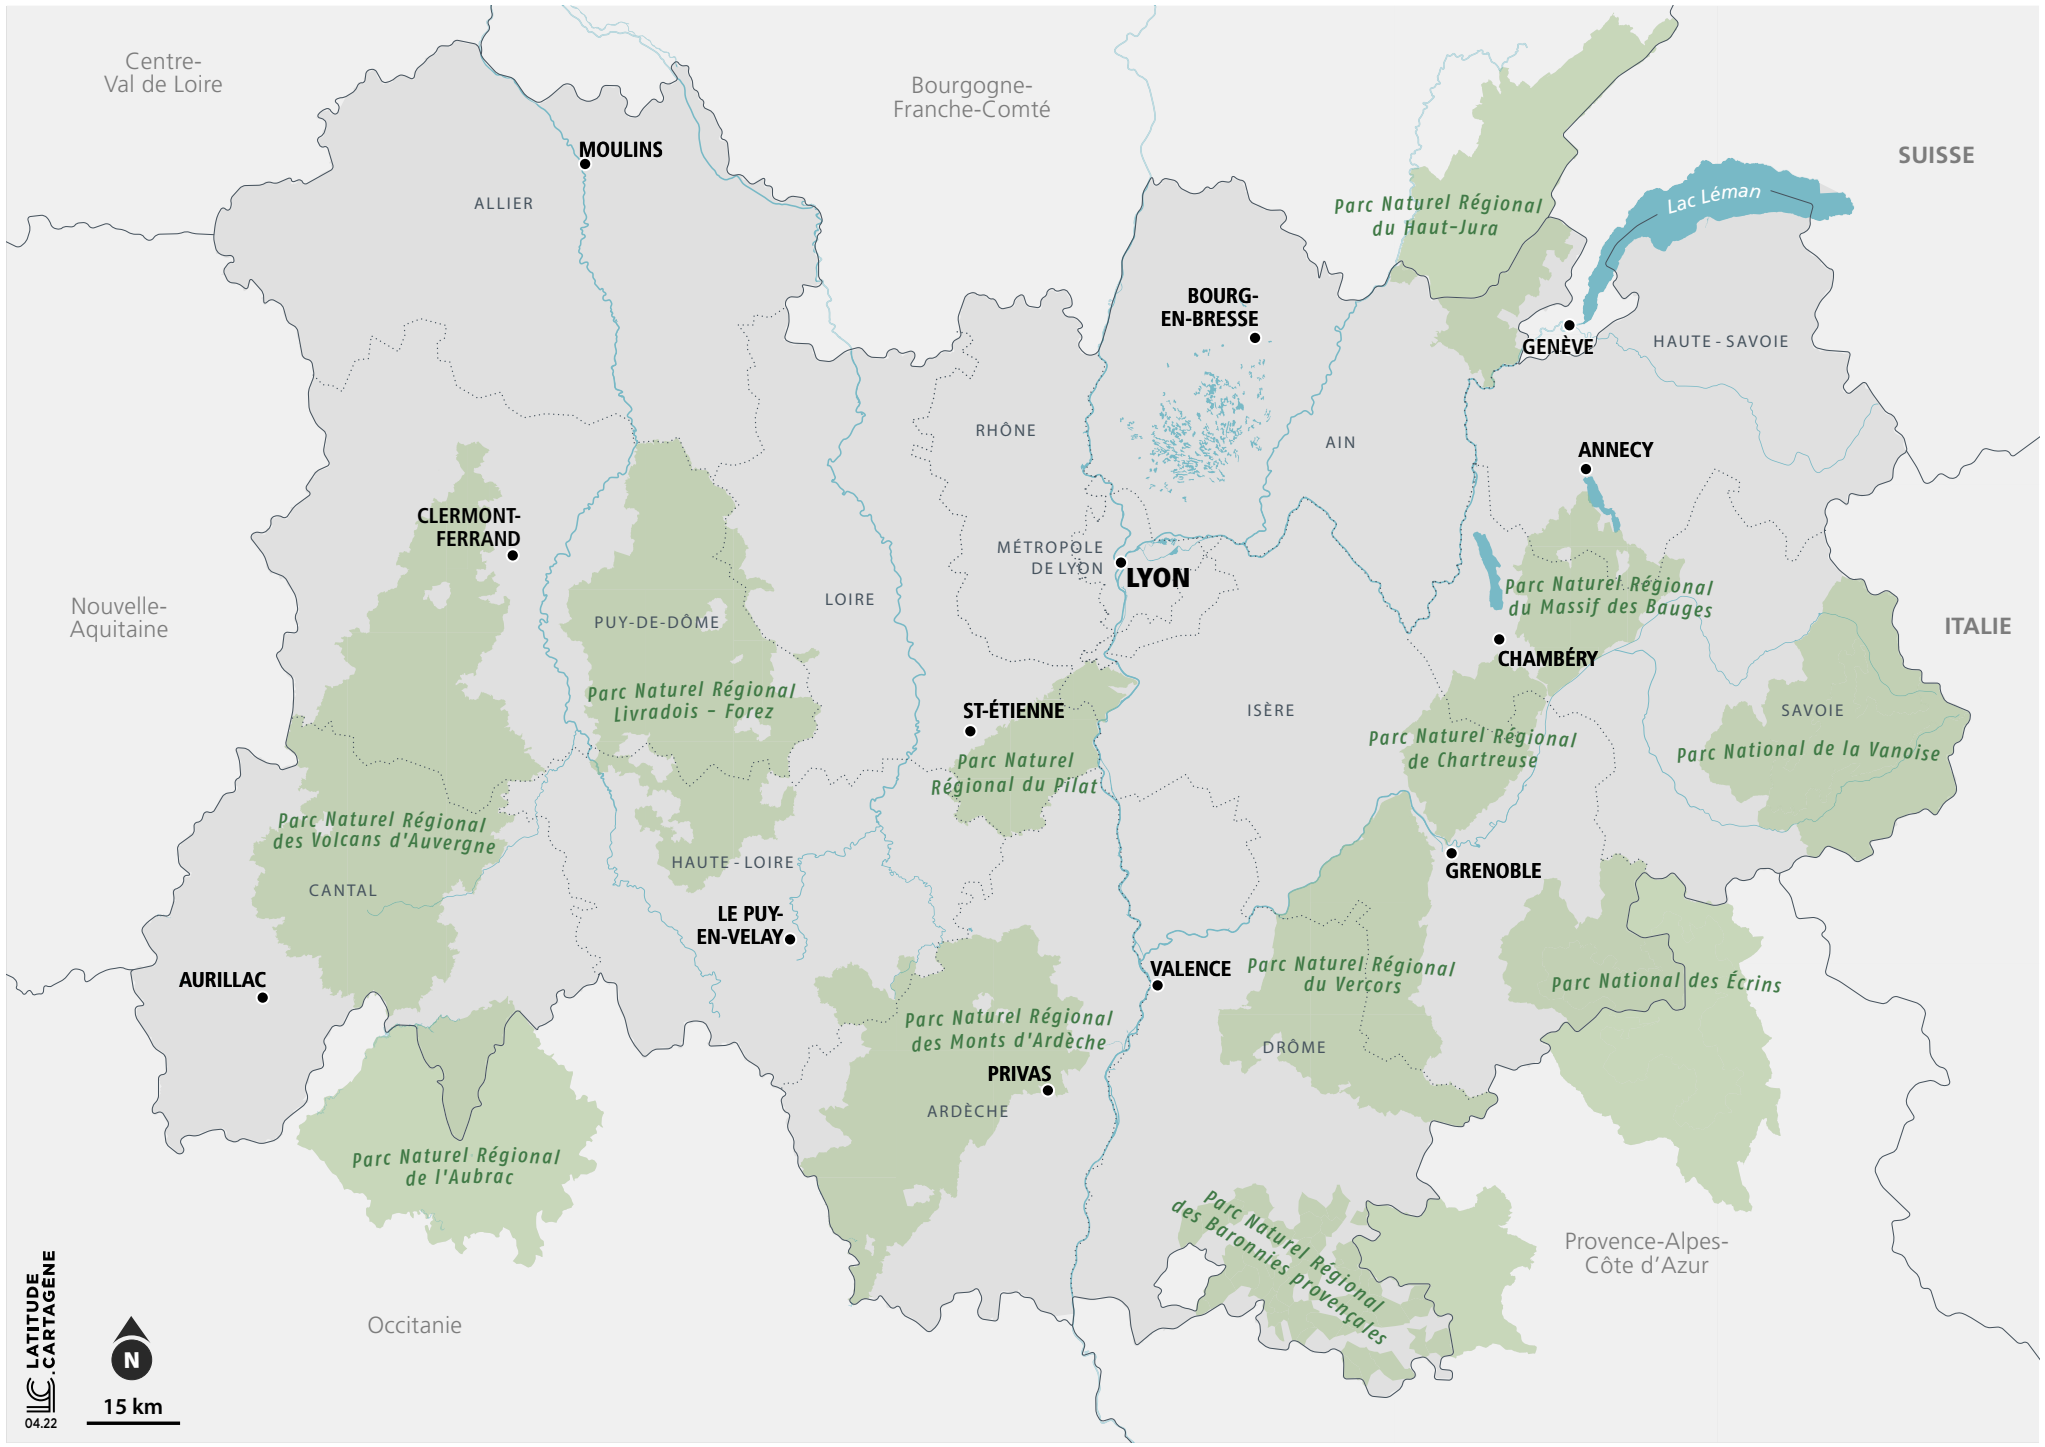 Centre-
Val de Loire
Bourgogne-
Franche-Comté
SUISSE
MOULINS
ALLIER
Parc Naturel Régional
du Haut-Jura
Lac Léman
BOURG-
EN-BRESSE
GENÈVE
HAUTE - SAVOIE
RHÔNE
AIN
ANNECY
CLERMONT-
FERRAND
MÉTROPOLE
DE LYON
LYON
Nouvelle-
Aquitaine
PUY-DE-DÔME
LOIRE
Parc Naturel Régional
du Massif des Bauges
ITALIE
CHAMBÉRY
Parc Naturel Régional
Livradois - Forez
ST-ÉTIENNE
ISÈRE
SAVOIE
Parc Naturel Régional
de Chartreuse
Parc National de la Vanoise
Parc Naturel
Régional du Pilat
Parc Naturel Régional
des Volcans d'Auvergne
HAUTE - LOIRE
GRENOBLE
CANTAL
LE PUY-
EN-VELAY
AURILLAC
VALENCE
Parc Naturel Régional
du Vercors
Parc National des Écrins
Parc Naturel Régional
des Monts d'Ardèche
DRÔME
PRIVAS
ARDÈCHE
Parc Naturel Régional
de l'Aubrac
Parc Naturel Régional
des Baronnies provençales
Provence-Alpes-
Côte d'Azur
Occitanie
LATITUDE
.CARTAGÈNE
LC
04.22
N
15 km